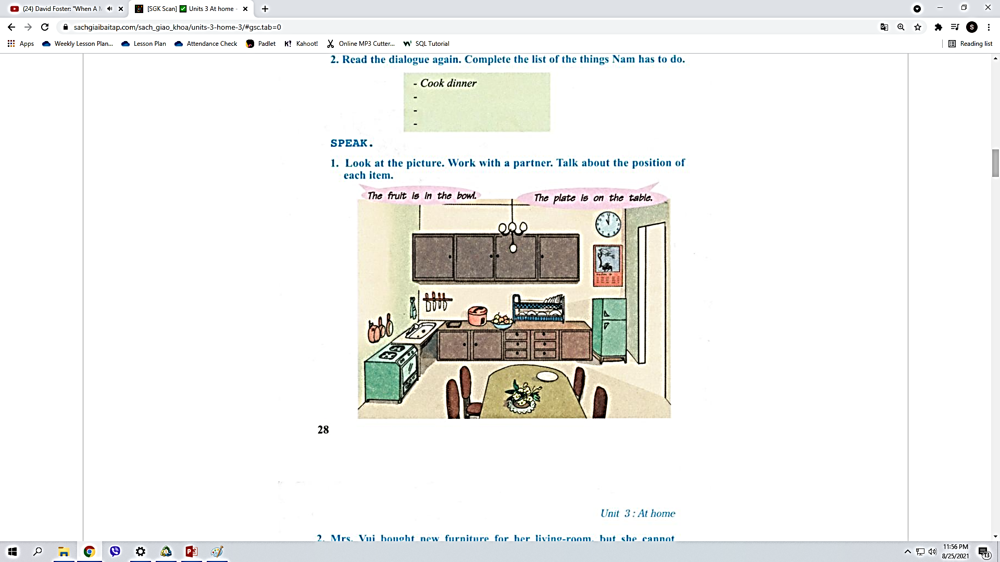 (24) David Foster: "When A M
[SGK Scan] ✅ Units 3 At home -
sachgiaibaitap.com/sach_giao_khoa/units-3-home-3/#gsc.tab=0
S
Apps
Weekly Lesson Plan...
Lesson Plan
Attendance Check
Padlet
K! Kahoot!
Online MP3 Cutter...
SQL Tutorial
Reading list
2. Read the dialogue again. Complete the list of the things Nam has to do.
- Cook dinner
-
-
-
SPEAK.
1. Look at the picture. Work with a partner. Talk about the position of
each item.
The fruit is in the bowl.
The plate is on the table.
28
Unit 3 : At home
2. Mrs. Vui bought new furniture for her living-room, but she cannot
11:56 PM
8/25/2021
13